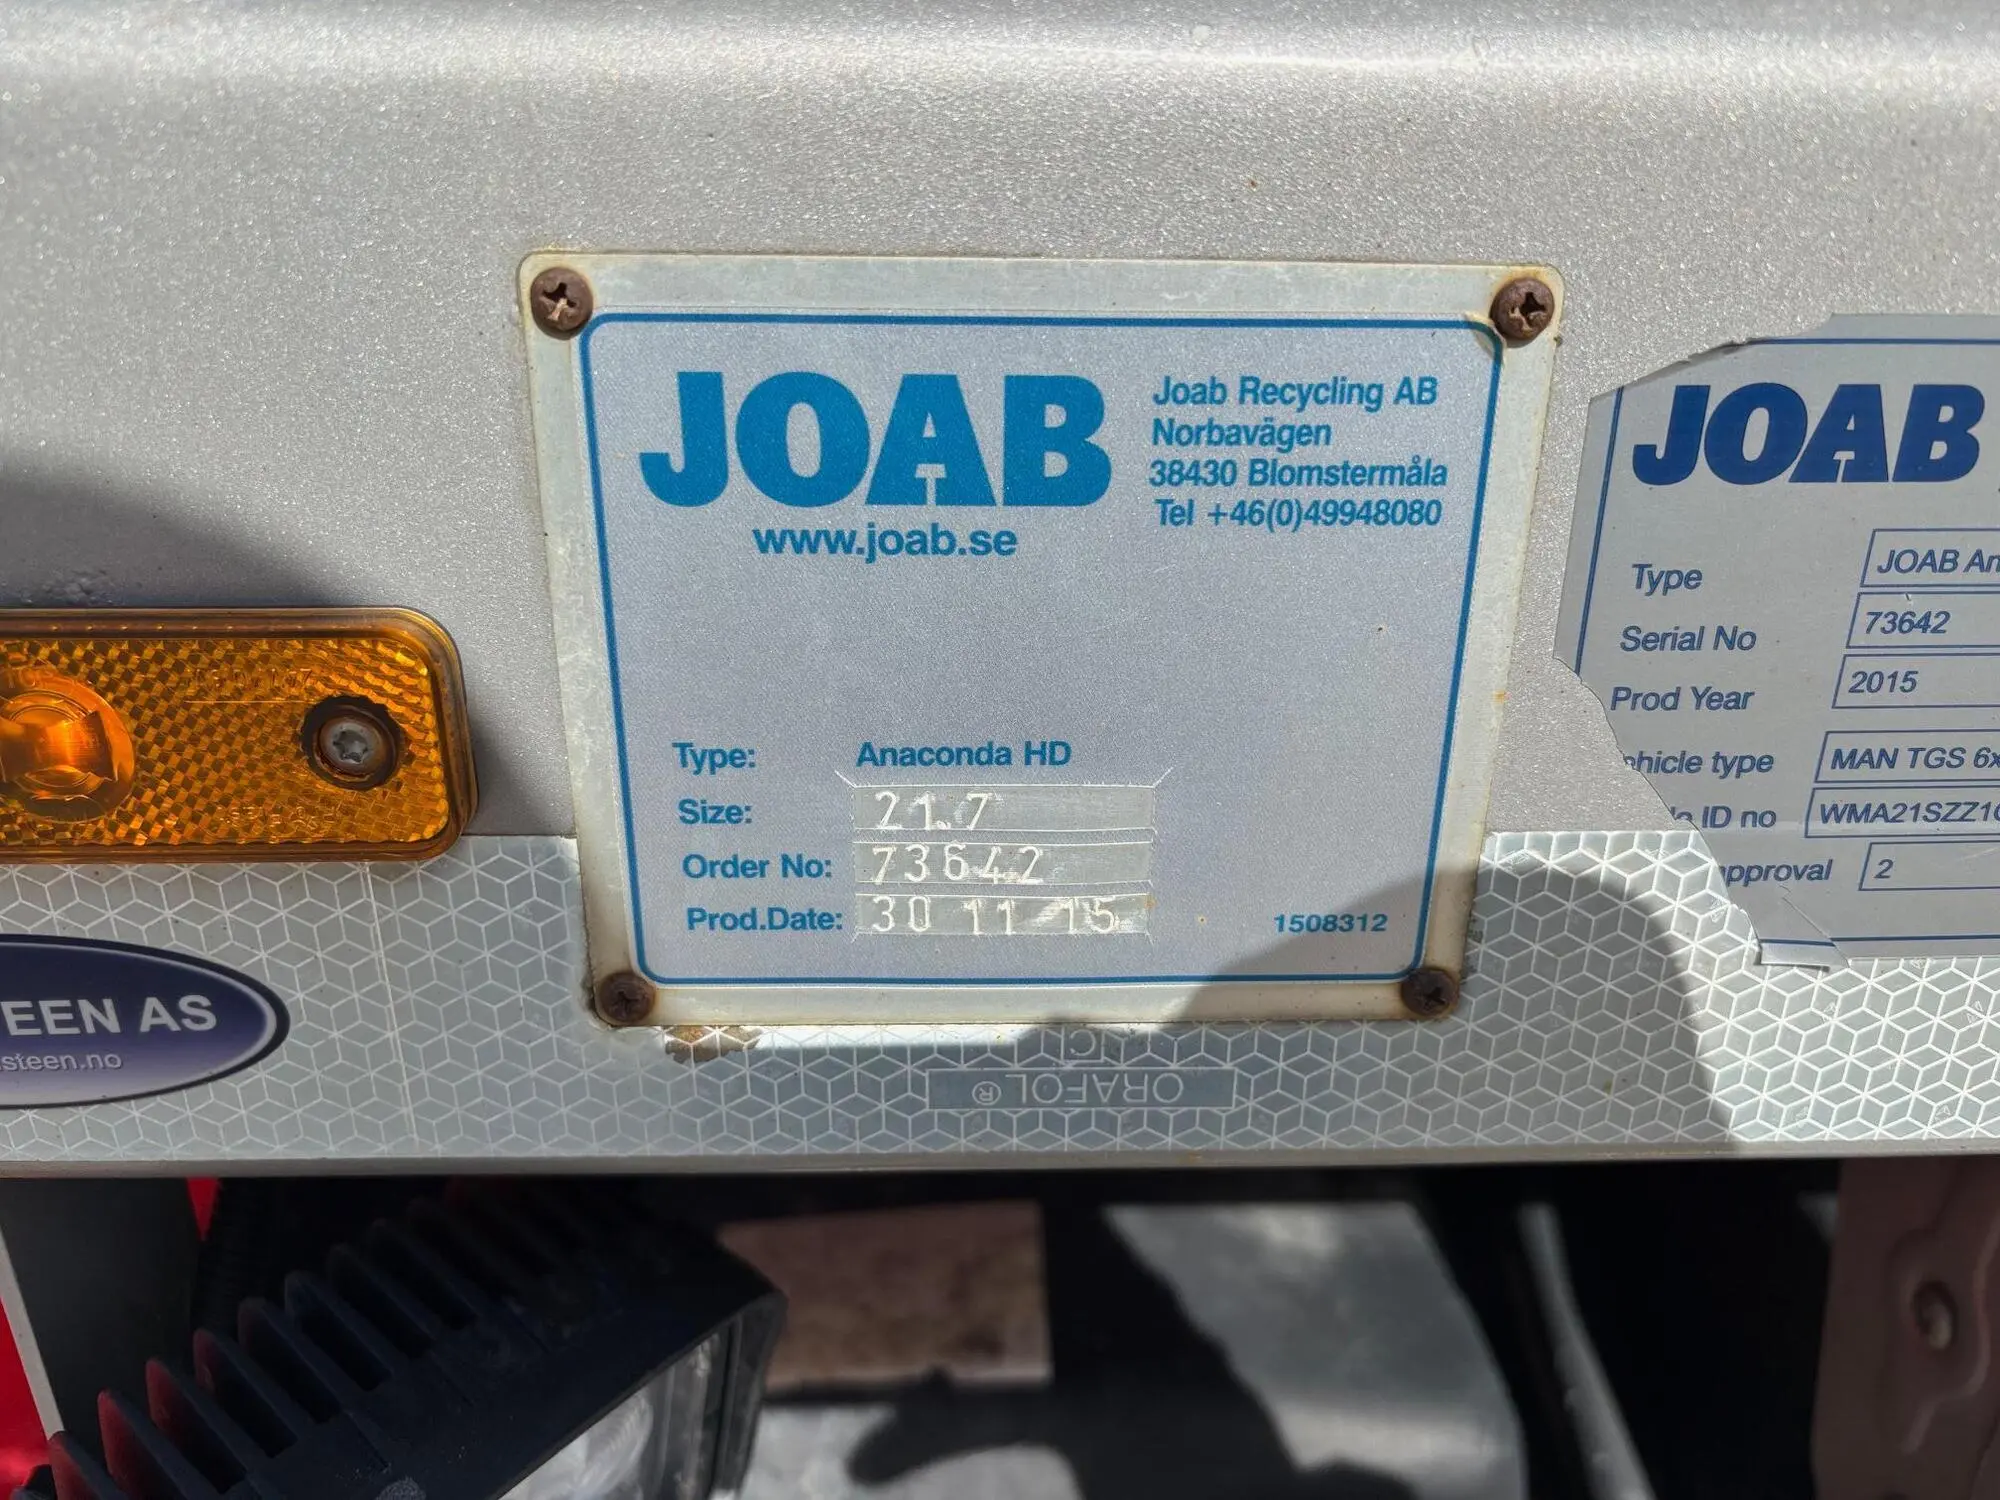 JOAB
www.joab.se
Joab Recycling AB
Norbavägen
38430 Blomstermåla
Tel +46(0)49948080
Type: Anaconda HD
Size: 21.7
Order No: 73642
Prod.Date: 30 11 15
1508312
JOAB
Type JOAB An
Serial No 73642
Prod Year 2015
ehicle type MAN TGS 6x
ID no WMA21SZZ1
approval 2
EEN AS
steen.no
ORAFOL®